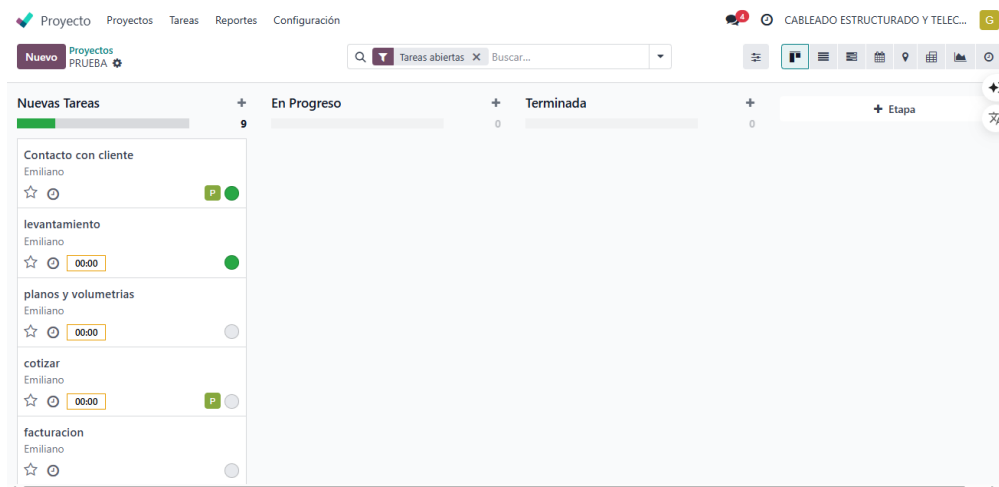 Proyecto Proyectos Tareas Reportes Configuración 4 CABLEADO ESTRUCTURADO Y TELEC... G
Nuevo Proyectos
PRUEBA
Tareas abiertas × Buscar...
Nuevas Tareas + 9
En Progreso + 0
Terminada + 0
+ Etapa
Contacto con cliente
Emiliano
P
levantamiento
Emiliano
00:00
planos y volumetrias
Emiliano
00:00
cotizar
Emiliano
00:00 P
facturacion
Emiliano